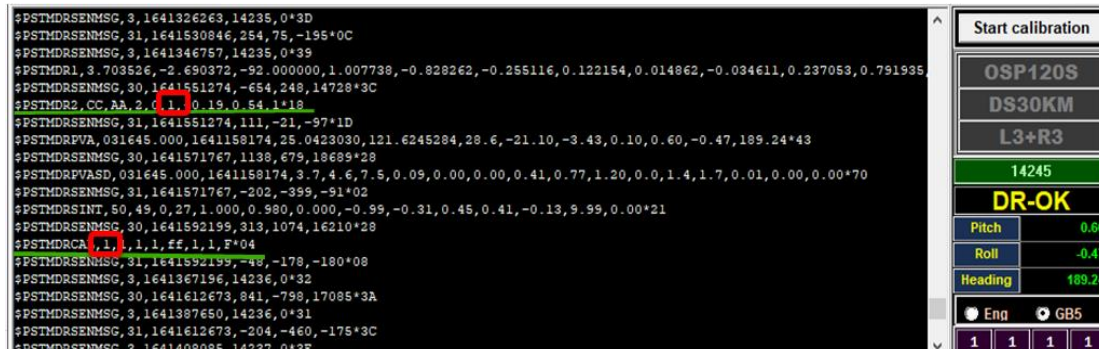 $PSTMDRSENMSG,3,1641326263,14235,0*3D
$PSTMDRSENMSG,31,1641530846,254,75,-195*0C
$PSTMDRSENMSG,3,1641346757,14235,0*39
$PSTMDR1,3.703526,-2.690372,-92.000000,1.007738,-0.828262,-0.255116,0.122154,0.014862,-0.034611,0.237053,0.791935,
$PSTMDRSENMSG,30,1641551274,-654,248,14728*3C
$PSTMDR2,CC,AA,2,0,1,-0.19,0.54,1*18
$PSTMDRSENMSG,31,1641551274,111,-21,-97*1D
$PSTMDRPVA,031645.000,1641158174,25.0423030,121.6245284,28.6,-21.10,-3.43,0.10,0.60,-0.47,189.24*43
$PSTMDRSENMSG,30,1641571767,1138,679,18689*28
$PSTMDRPVASD,031645.000,1641158174,3.7,4.6,7.5,0.09,0.00,0.00,0.41,0.77,1.20,0.0,1.4,1.7,0.01,0.00,0.00*70
$PSTMDRSENMSG,31,1641571767,-202,-399,-91*02
$PSTMDRSINT,50,49,0,27,1.000,0.980,0.000,-0.99,-0.31,0.45,0.41,-0.13,9.99,0.00*21
$PSTMDRSENMSG,30,1641592199,313,1074,16210*28
$PSTMDRCAL,1,1,1,1,ff,1,1,F*04
$PSTMDRSENMSG,31,1641592199,-48,-178,-180*08
$PSTMDRSENMSG,3,1641367196,14236,0*32
$PSTMDRSENMSG,30,1641612673,841,-798,17085*3A
$PSTMDRSENMSG,3,1641387650,14236,0*31
$PSTMDRSENMSG,31,1641612673,-204,-460,-175*3C
Start calibration
OSP120S
DS30KM
L3+R3
14245
DR-OK
Pitch
Roll
Heading
Eng GB5
1 1 1 1